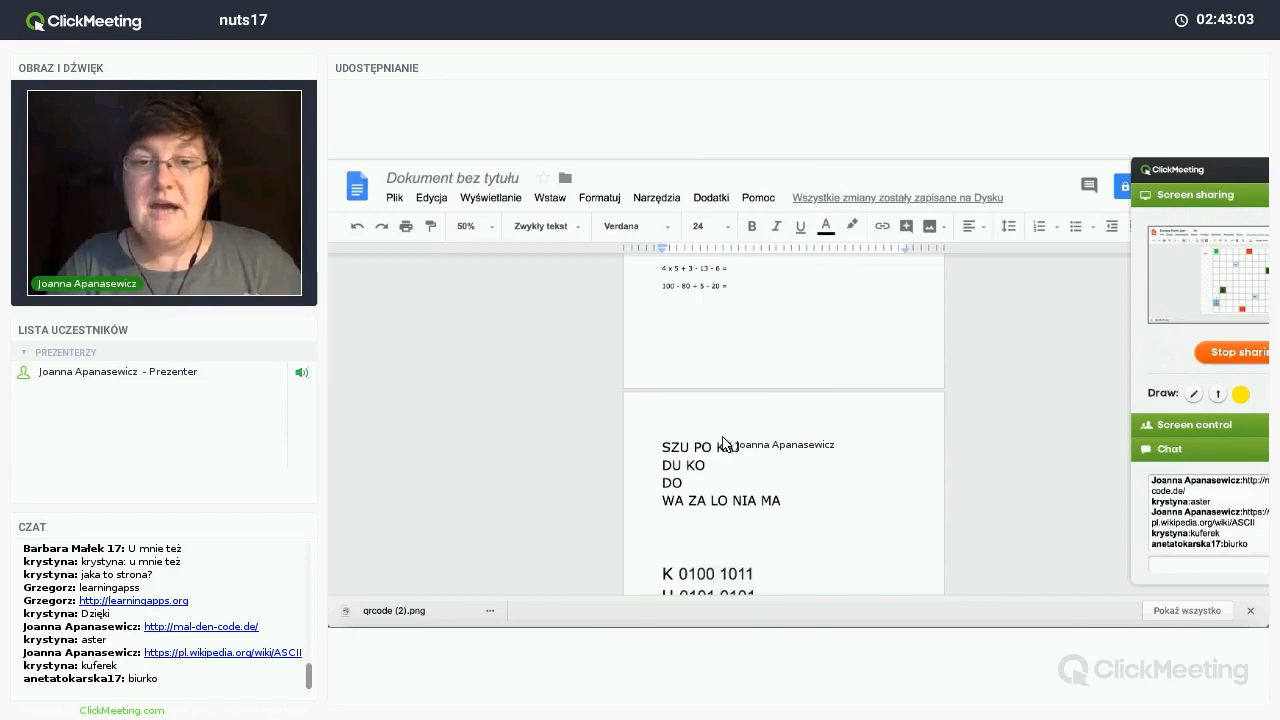 ClickMeeting
nuts17
02:43:03
OBRAZ I DŹWIĘK
UDOSTĘPNIANIE
Joanna Apanasewicz
LISTA UCZESTNIKÓW
PREZENTERZY
Joanna Apanasewicz - Prezenter
CZAT
Barbara Małek 17: U mnie też
krystyna: krystyna: u mnie też
krystyna: jaka to strona?
Grzegorz: learningapss
Grzegorz: http://learningapps.org
krystyna: Dzięki
Joanna Apanasewicz: http://mal-den-code.de/
krystyna: aster
Joanna Apanasewicz: https://pl.wikipedia.org/wiki/ASCII
krystyna: kuferek
anetatokarska17: biurko
ClickMeeting.com
Dokument bez tytułu
Plik Edycja Wyświetlanie Wstaw Formatuj Narzędzia Dodatki Pomoc Wszystkie zmiany zostały zapisane na Dysku
50% Zwykły tekst Verdana 24 B I U A
4 x 5 + 3 - 13 - 6 =
100 - 80 + 5 - 20 =
SZU PO
Joanna Apanasewicz
DU KO
DO
WA ZA LO NIA MA
K 0100 1011
U 0101 0101
qrcode (2).png
Pokaż wszystko
ClickMeeting
Screen sharing
Stop sharin
Draw:
Screen control
Chat
Joanna Apanasewicz:http://m
code.de/
krystyna:aster
Joanna Apanasewicz:https:/
pl.wikipedia.org/wiki/ASCII
krystyna:kuferek
anetatokarska17:biurko
ClickMeeting